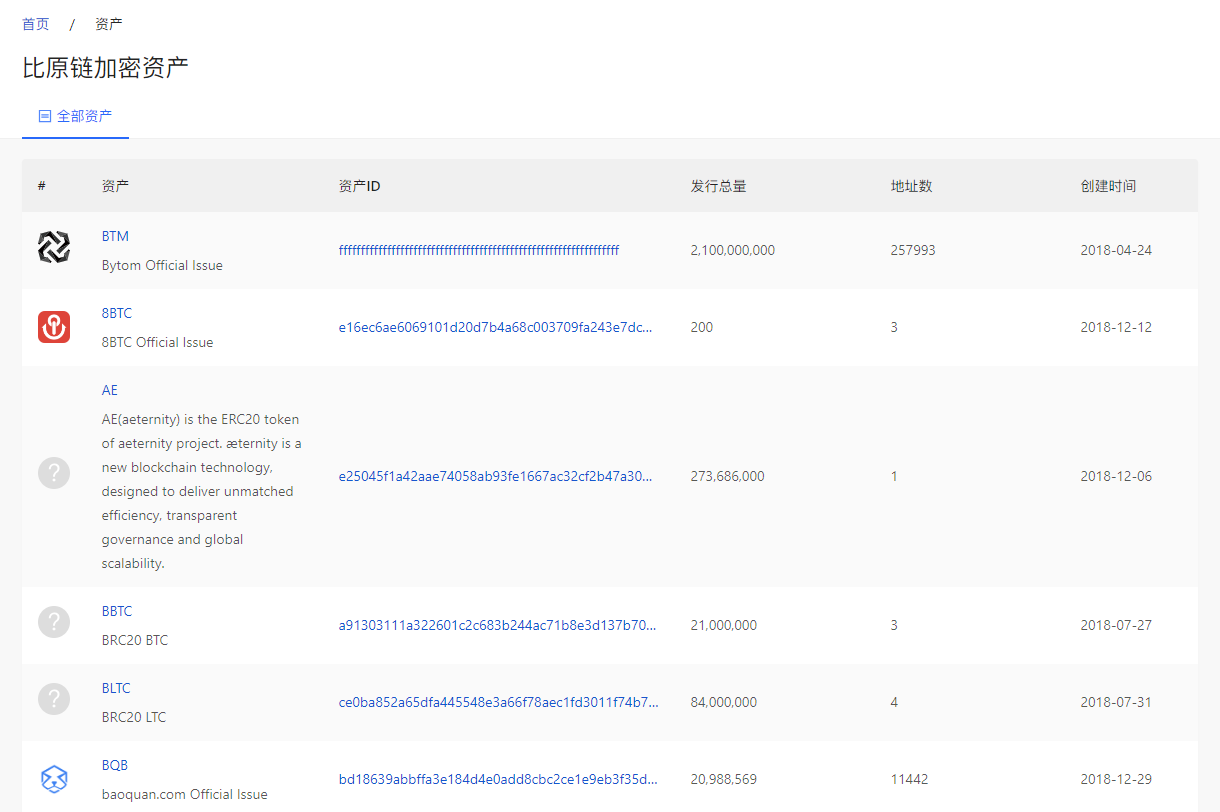 首页 / 资产
比原链加密资产
全部资产
# 资产 资产ID 发行总量 地址数 创建时间
BTM
Bytom Official Issue
ffffffffffffffffffffffffffffffffffffffffffffffffffffffffffffffff 2,100,000,000 257993 2018-04-24
8BTC
8BTC Official Issue
e16ec6ae6069101d20d7b4a68c003709fa243e7dc... 200 3 2018-12-12
AE
AE(aeternity) is the ERC20 token
of aeternity project. æternity is a
new blockchain technology,
designed to deliver unmatched
efficiency, transparent
governance and global
scalability.
e25045f1a42aae74058ab93fe1667ac32cf2b47a30... 273,686,000 1 2018-12-06
BBTC
BRC20 BTC
a91303111a322601c2c683b244ac71b8e3d137b70... 21,000,000 3 2018-07-27
BLTC
BRC20 LTC
ce0ba852a65dfa445548e3a66f78aec1fd3011f74b7... 84,000,000 4 2018-07-31
BQB
baoquan.com Official Issue
bd18639abbffa3e184d4e0add8cbc2ce1e9eb3f35d... 20,988,569 11442 2018-12-29